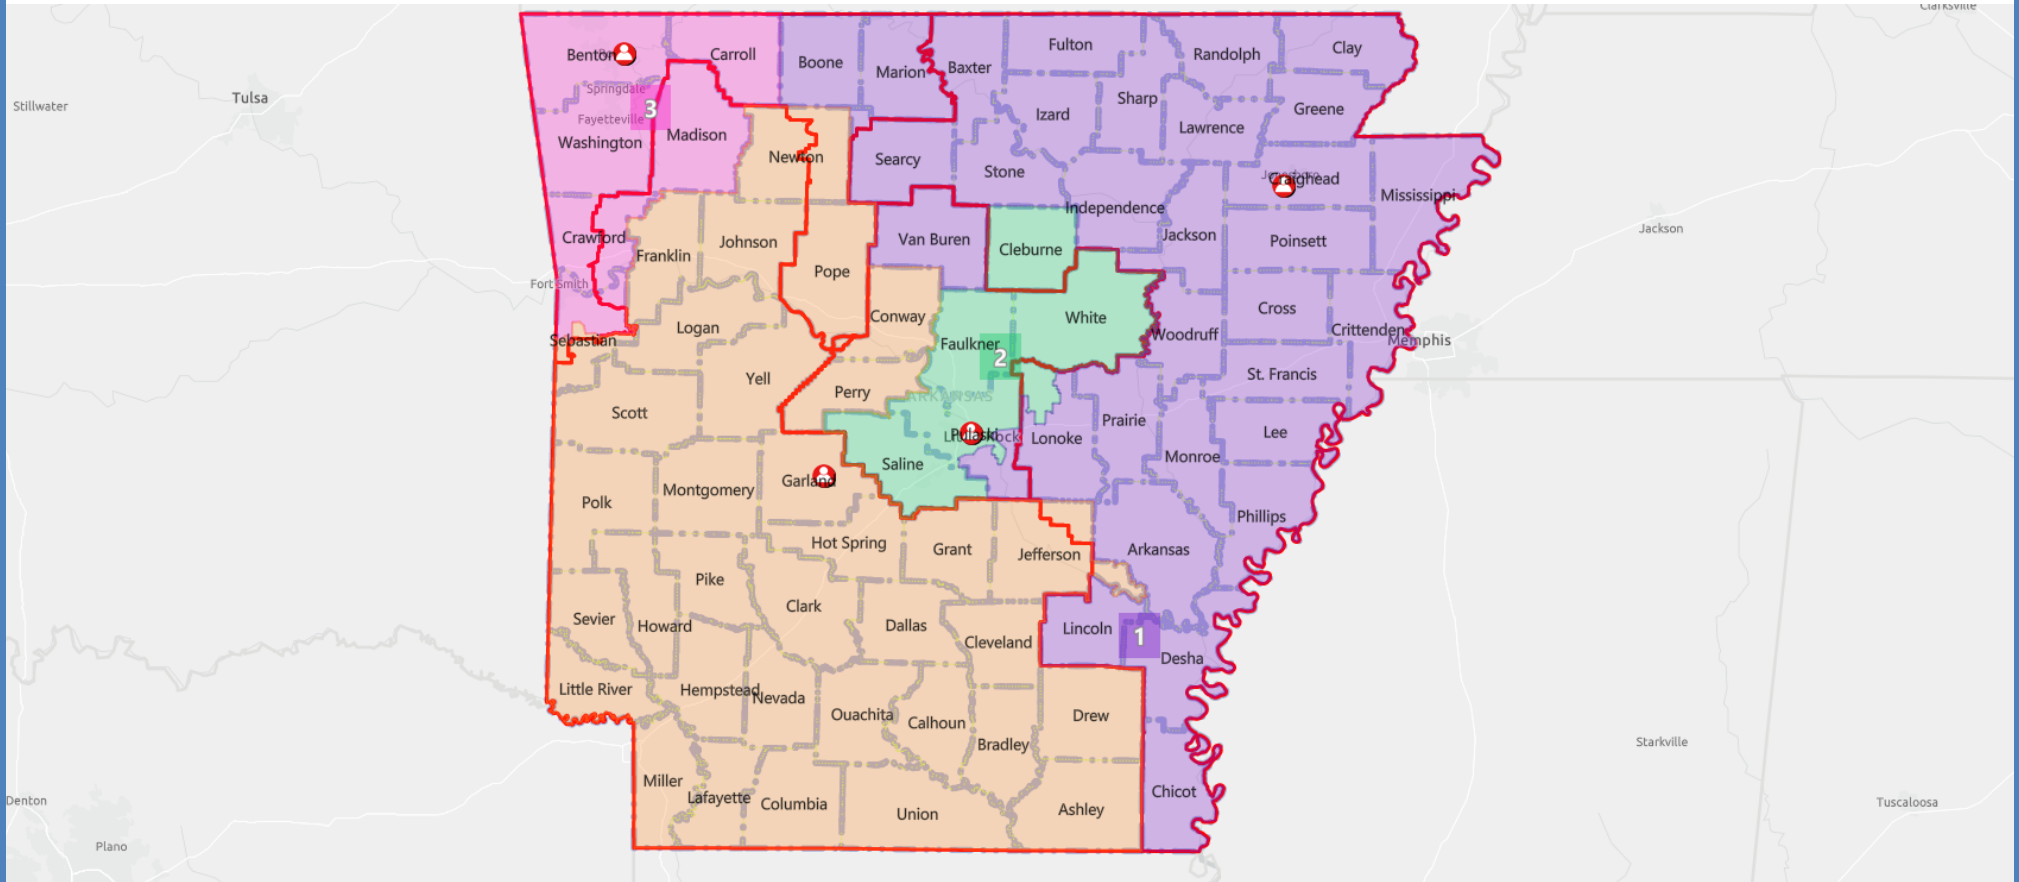 Clarksville
Stillwater
Tulsa
Benton
Springdale
3
Fayetteville
Washington
Carroll
Madison
Boone
Marion
Baxter
Fulton
Randolph
Clay
Izard
Sharp
Lawrence
Greene
Newton
Searcy
Stone
Craighead
Mississippi
Jackson
Crawford
Franklin
Johnson
Pope
Van Buren
Cleburne
Independence
Jackson
Poinsett
Fort Smith
Sebastian
Logan
Conway
Faulkner
2
White
Woodruff
Cross
Crittenden
Memphis
Scott
Yell
Perry
ARKANSAS
Pulaski
Lonoke
Prairie
St. Francis
Lee
Monroe
Polk
Montgomery
Garland
Saline
Phillips
Hot Spring
Grant
Jefferson
Arkansas
Pike
Clark
Sevier
Howard
Dallas
Cleveland
Lincoln
1
Desha
Little River
Hempstead
Nevada
Ouachita
Calhoun
Bradley
Drew
Starkville
Miller
Lafayette
Columbia
Union
Ashley
Chicot
Denton
Plano
Tuscaloosa